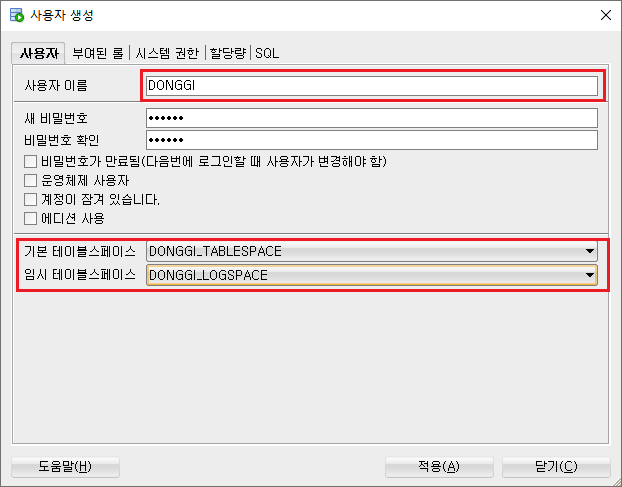 사용자 생성
사용자 부여된 롤 시스템 권한 할당량 SQL
사용자 이름 DONGGI
새 비밀번호 ••••••
비밀번호 확인 ••••••
비밀번호가 만료됨(다음번에 로그인할 때 사용자가 변경해야 함)
운영체제 사용자
계정이 잠겨 있습니다.
에디션 사용
기본 테이블스페이스 DONGGI_TABLESPACE
임시 테이블스페이스 DONGGI_LOGSPACE
도움말(H) 적용(A) 닫기(C)